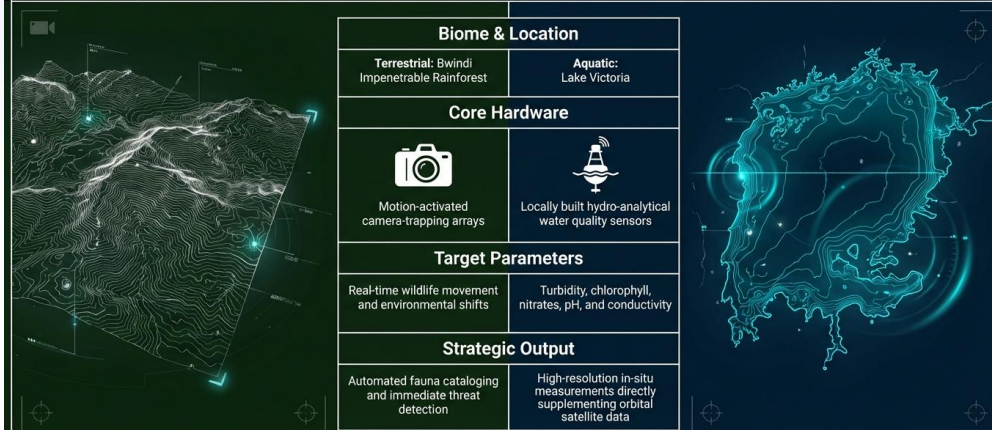 Biome & Location
Terrestrial: Bwindi
Impenetrable Rainforest
Aquatic:
Lake Victoria
Core Hardware
Motion-activated
camera-trapping arrays
Locally built hydro-analytical
water quality sensors
Target Parameters
Real-time wildlife movement
and environmental shifts
Turbidity, chlorophyll,
nitrates, pH, and conductivity
Strategic Output
Automated fauna cataloging
and immediate threat
detection
High-resolution in-situ
measurements directly
supplementing orbital
satellite data